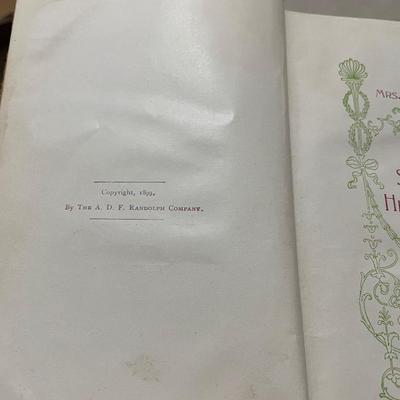 Copyright, 1899,
By The A. D. F. Randolph Company.
MRS.
S
H